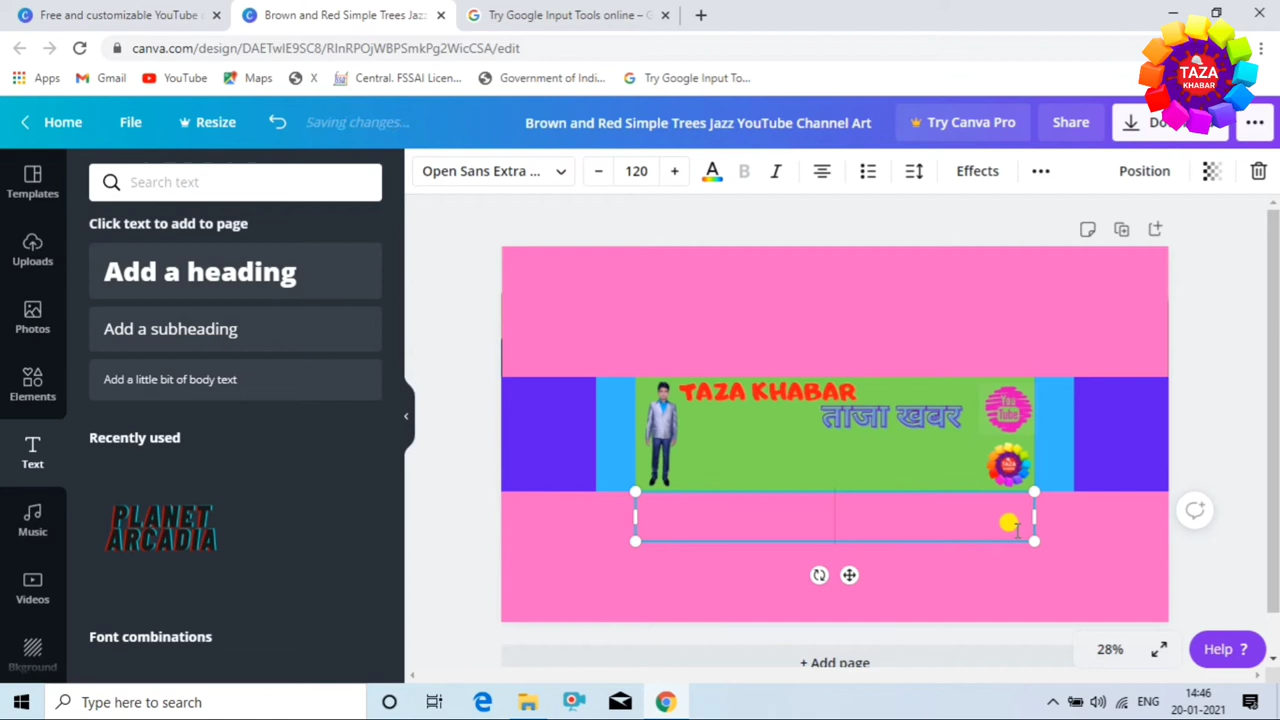 Free and customizable YouTube c
Brown and Red Simple Trees Jazz
Try Google Input Tools online – G
canva.com/design/DAETwIE9SC8/RInRPOjWBPSmkPg2WicCSA/edit
Apps
Gmail
YouTube
Maps
X
Central. FSSAI Licen...
Government of Indi...
Try Google Input To...
TAZA
KHABAR
Home
File
Resize
Saving changes...
Brown and Red Simple Trees Jazz YouTube Channel Art
Try Canva Pro
Share
Open Sans Extra ...
120
A
B
I
Effects
Position
Templates
Uploads
Photos
Elements
Text
Music
Videos
Bkground
Search text
Click text to add to page
Add a heading
Add a subheading
Add a little bit of body text
Recently used
PLANET
ARCADIA
Font combinations
TAZA KHABAR
ताजा खबर
You
Tube
+ Add page
28%
Help ?
Type here to search
ENG
14:46
20-01-2021